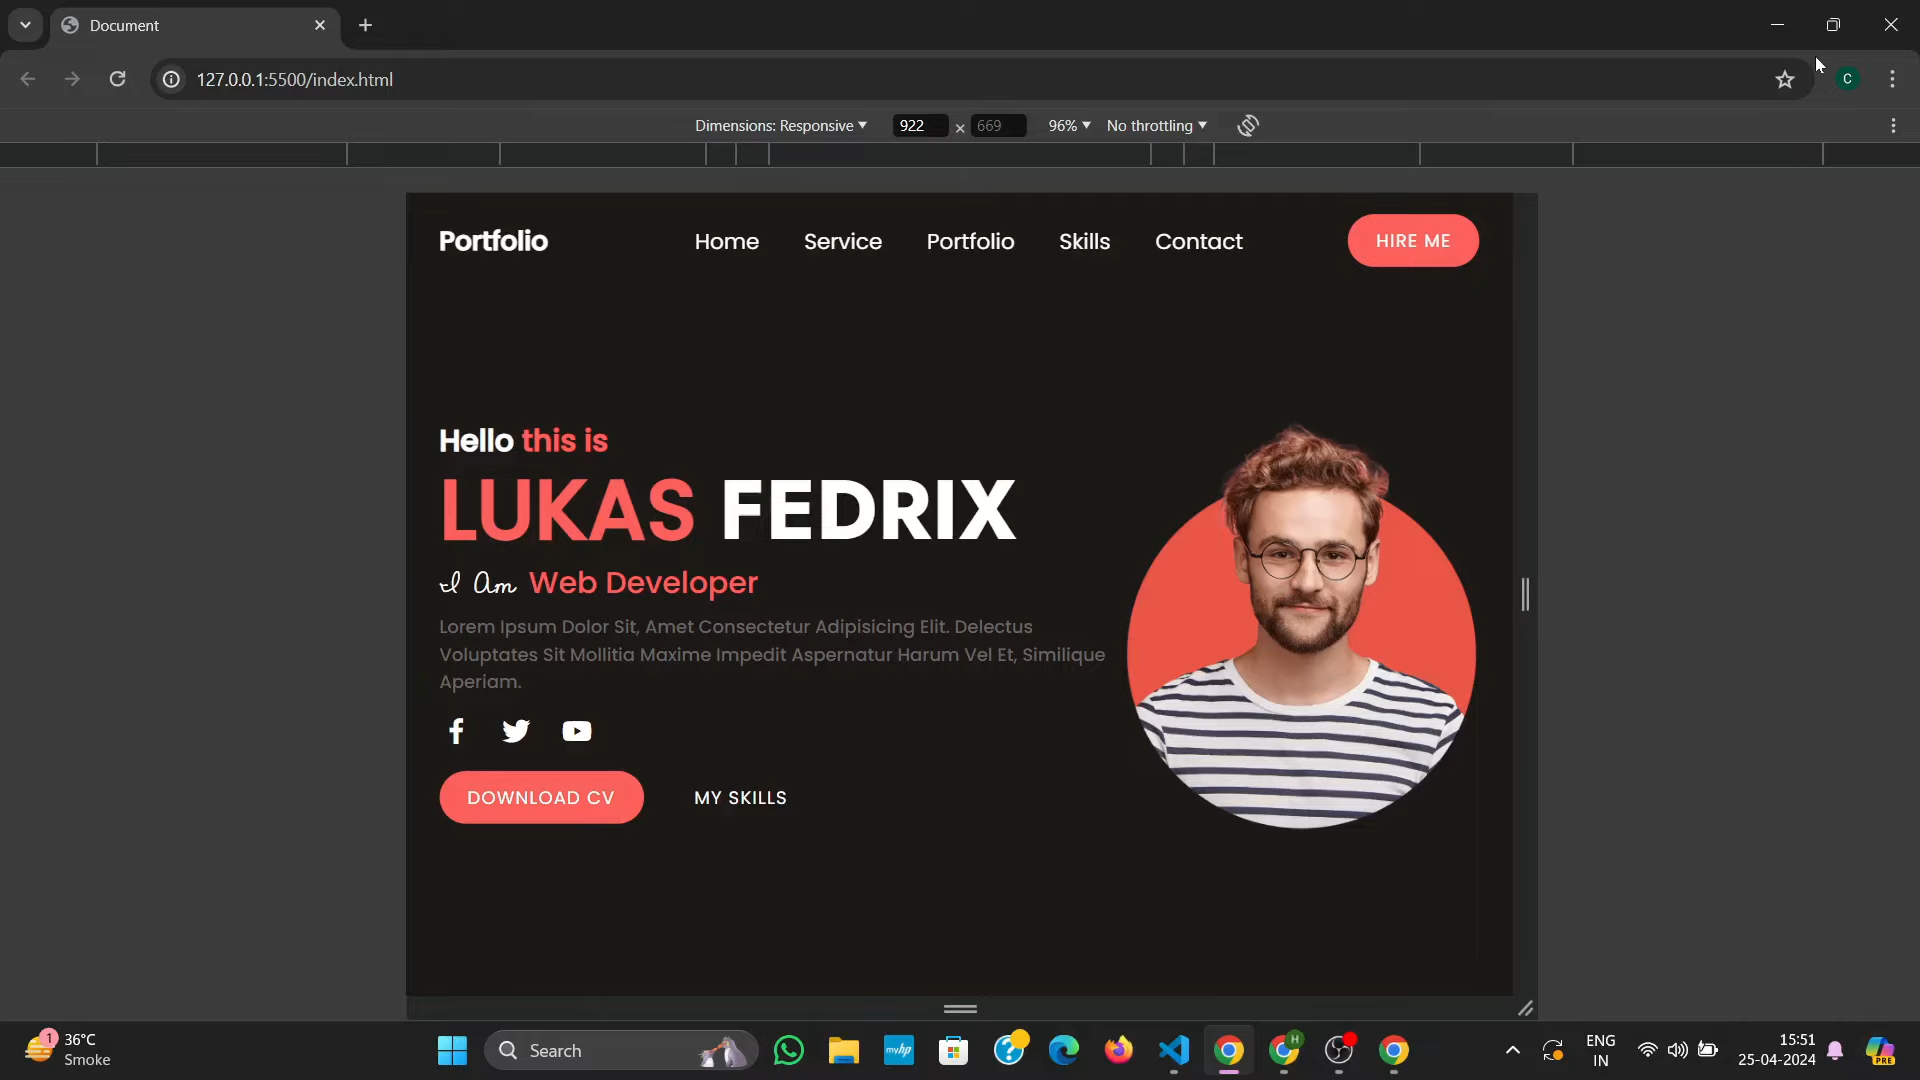 Document
127.0.0.1:5500/index.html
C
Dimensions: Responsive 922 × 669 96% No throttling
Portfolio Home Service Portfolio Skills Contact HIRE ME
Hello this is
LUKAS FEDRIX
I Am Web Developer
Lorem Ipsum Dolor Sit, Amet Consectetur Adipisicing Elit. Delectus
Voluptates Sit Mollitia Maxime Impedit Aspernatur Harum Vel Et, Similique
Aperiam.
DOWNLOAD CV MY SKILLS
1 36°C
Smoke
Search
myhp
H
ENG
IN
15:51
25-04-2024
PRE